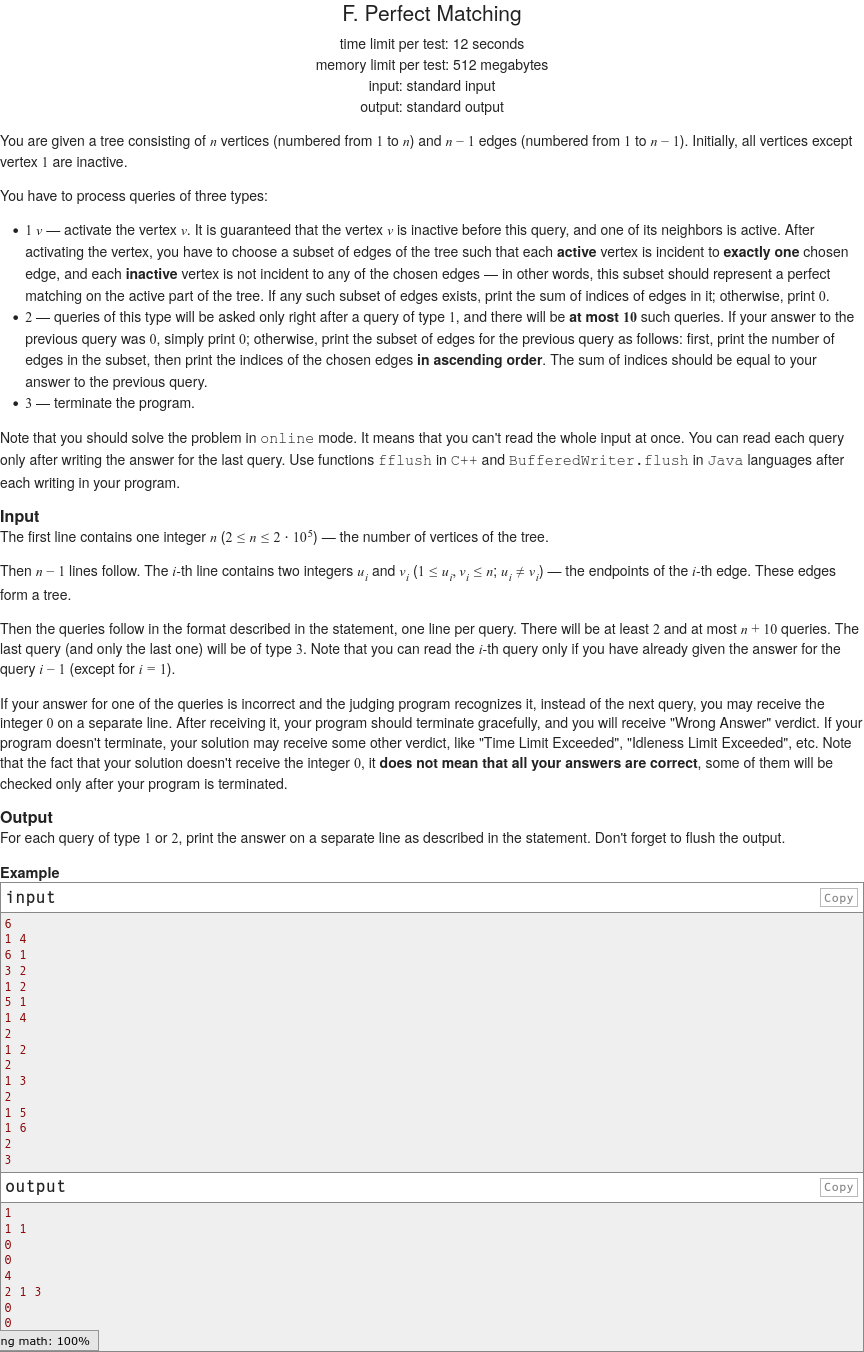 F. Perfect Matching
time limit per test: 12 seconds
memory limit per test: 512 megabytes
input: standard input
output: standard output
You are given a tree consisting of n vertices (numbered from 1 to n) and n − 1 edges (numbered from 1 to n − 1). Initially, all vertices except
vertex 1 are inactive.
You have to process queries of three types:
• 1 v — activate the vertex v. It is guaranteed that the vertex v is inactive before this query, and one of its neighbors is active. After
activating the vertex, you have to choose a subset of edges of the tree such that each active vertex is incident to exactly one chosen
edge, and each inactive vertex is not incident to any of the chosen edges — in other words, this subset should represent a perfect
matching on the active part of the tree. If any such subset of edges exists, print the sum of indices of edges in it; otherwise, print 0.
• 2 — queries of this type will be asked only right after a query of type 1, and there will be at most 10 such queries. If your answer to the
previous query was 0, simply print 0; otherwise, print the subset of edges for the previous query as follows: first, print the number of
edges in the subset, then print the indices of the chosen edges in ascending order. The sum of indices should be equal to your
answer to the previous query.
• 3 — terminate the program.
Note that you should solve the problem in online mode. It means that you can't read the whole input at once. You can read each query
only after writing the answer for the last query. Use functions fflush in C++ and BufferedWriter.flush in Java languages after
each writing in your program.
Input
The first line contains one integer n (2 ≤ n ≤ 2 · 10⁵) — the number of vertices of the tree.
Then n − 1 lines follow. The i-th line contains two integers uᵢ and vᵢ (1 ≤ uᵢ, vᵢ ≤ n; uᵢ ≠ vᵢ) — the endpoints of the i-th edge. These edges
form a tree.
Then the queries follow in the format described in the statement, one line per query. There will be at least 2 and at most n + 10 queries. The
last query (and only the last one) will be of type 3. Note that you can read the i-th query only if you have already given the answer for the
query i − 1 (except for i = 1).
If your answer for one of the queries is incorrect and the judging program recognizes it, instead of the next query, you may receive the
integer 0 on a separate line. After receiving it, your program should terminate gracefully, and you will receive "Wrong Answer" verdict. If your
program doesn't terminate, your solution may receive some other verdict, like "Time Limit Exceeded", "Idleness Limit Exceeded", etc. Note
that the fact that your solution doesn't receive the integer 0, it does not mean that all your answers are correct, some of them will be
checked only after your program is terminated.
Output
For each query of type 1 or 2, print the answer on a separate line as described in the statement. Don't forget to flush the output.
Example
input Copy
6
1 4
6 1
3 2
1 2
5 1
1 4
2
1 2
2
1 3
2
1 5
1 6
2
3
output Copy
1
1 1
0
0
4
2 1 3
0
0
ng math: 100%